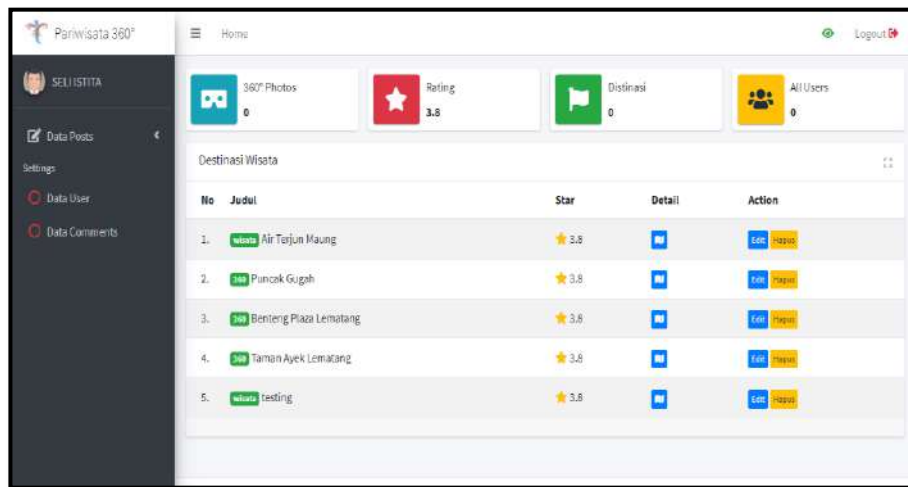 Pariwisata 360°
Home
Logout
SELI ISTITA
Data Posts
Settings
Data User
Data Comments
360° Photos
0
Rating
3.8
Distinasi
0
All Users
0
Destinasi Wisata
No Judul Star Detail Action
1. wisata Air Terjun Maung 3.8 Edit Hapus
2. 360 Puncak Gugah 3.8 Edit Hapus
3. 360 Benteng Plaza Lematang 3.8 Edit Hapus
4. 360 Taman Ayek Lematang 3.8 Edit Hapus
5. wisata testing 3.8 Edit Hapus